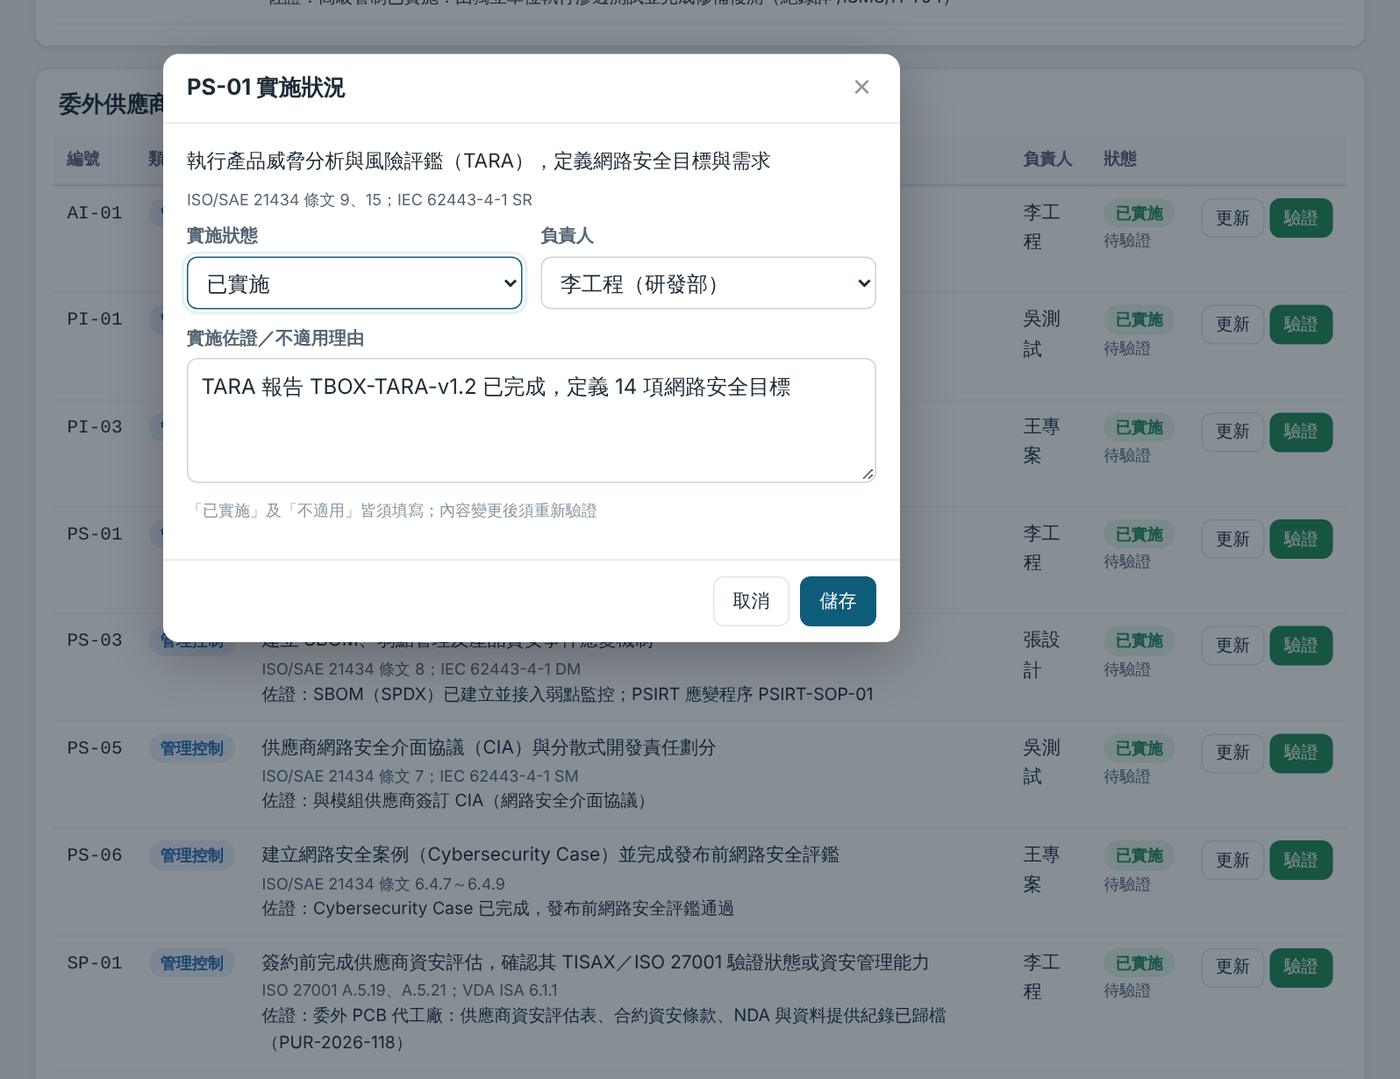 PS-01 實施狀況
執行產品威脅分析與風險評鑑（TARA），定義網路安全目標與需求
ISO/SAE 21434 條文 9、15；IEC 62443-4-1 SR
實施狀態
負責人
已實施
李工程（研發部）
實施佐證／不適用理由
TARA 報告 TBOX-TARA-v1.2 已完成，定義 14 項網路安全目標
「已實施」及「不適用」皆須填寫；內容變更後須重新驗證
取消
儲存
委外供應商
編號
類
負責人
狀態
AI-01
李工
程
已實施
待驗證
更新
驗證
PI-01
吳測
試
已實施
待驗證
更新
驗證
PI-03
王專
案
已實施
待驗證
更新
驗證
PS-01
李工
程
已實施
待驗證
更新
驗證
PS-03
管理控制
ISO/SAE 21434 條文 8；IEC 62443-4-1 DM
佐證：SBOM（SPDX）已建立並接入弱點監控；PSIRT 應變程序 PSIRT-SOP-01
張設
計
已實施
待驗證
更新
驗證
PS-05
管理控制
供應商網路安全介面協議（CIA）與分散式開發責任劃分
ISO/SAE 21434 條文 7；IEC 62443-4-1 SM
佐證：與模組供應商簽訂 CIA（網路安全介面協議）
吳測
試
已實施
待驗證
更新
驗證
PS-06
管理控制
建立網路安全案例（Cybersecurity Case）並完成發布前網路安全評鑑
ISO/SAE 21434 條文 6.4.7～6.4.9
佐證：Cybersecurity Case 已完成，發布前網路安全評鑑通過
王專
案
已實施
待驗證
更新
驗證
SP-01
管理控制
簽約前完成供應商資安評估，確認其 TISAX／ISO 27001 驗證狀態或資安管理能力
ISO 27001 A.5.19、A.5.21；VDA ISA 6.1.1
佐證：委外 PCB 代工廠：供應商資安評估表、合約資安條款、NDA 與資料提供紀錄已歸檔
（PUR-2026-118）
李工
程
已實施
待驗證
更新
驗證